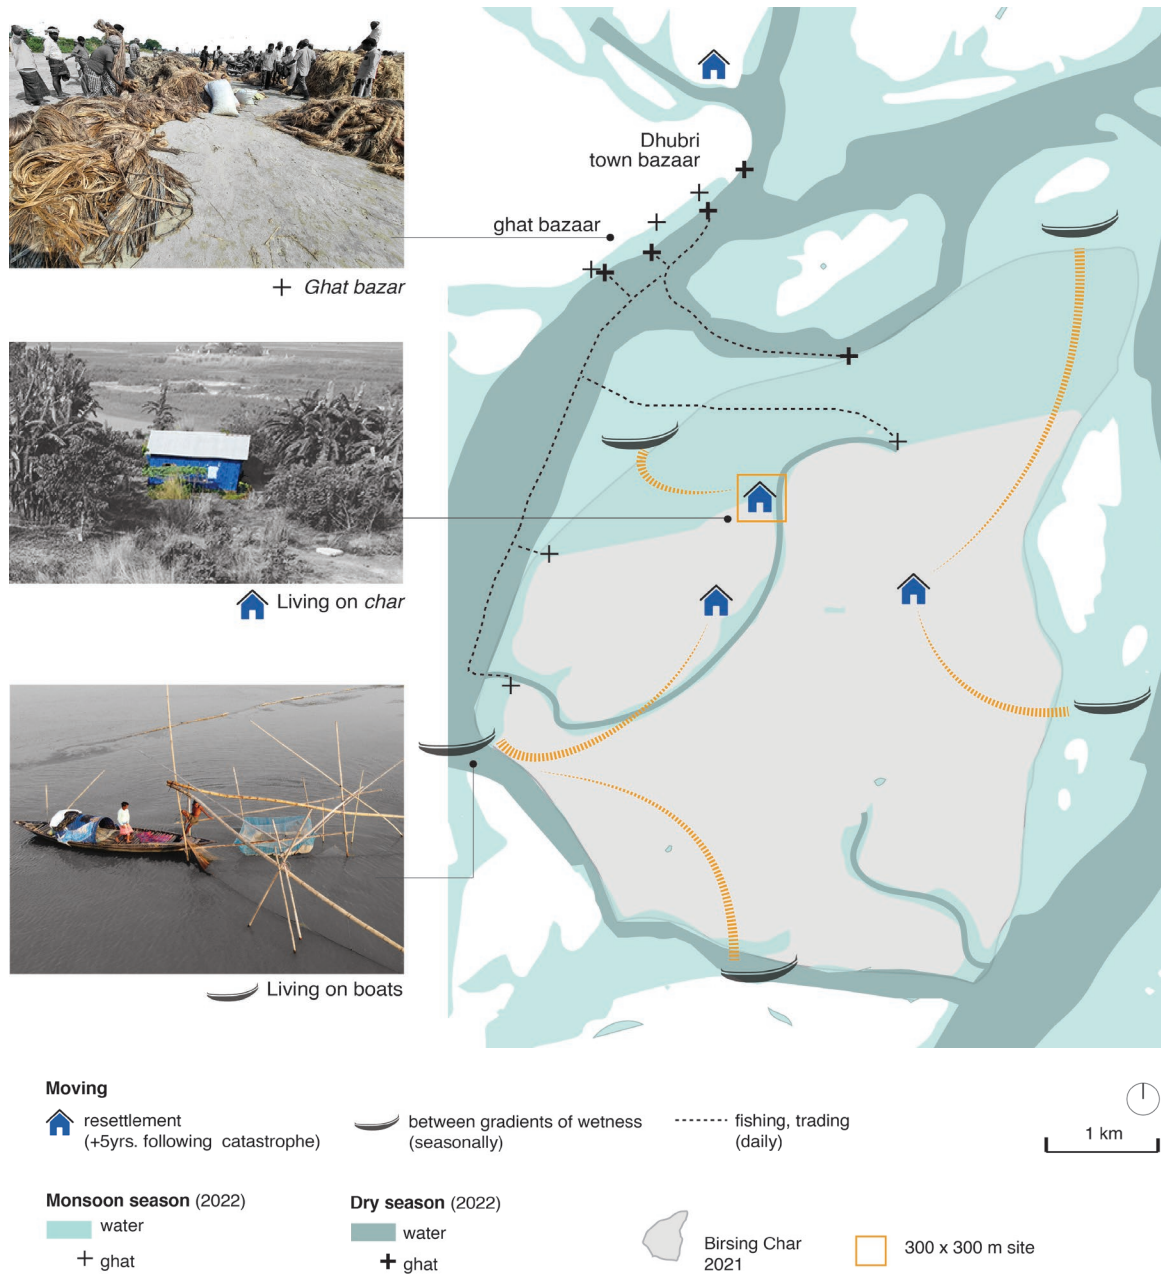 Dhubri
town bazaar
ghat bazaar
Ghat bazar
Living on char
Living on boats
Moving
resettlement
(+5yrs. following catastrophe)
between gradients of wetness
(seasonally)
fishing, trading
(daily)
1 km
Monsoon season (2022)
water
ghat
Dry season (2022)
water
ghat
Birsing Char
2021
300 x 300 m site